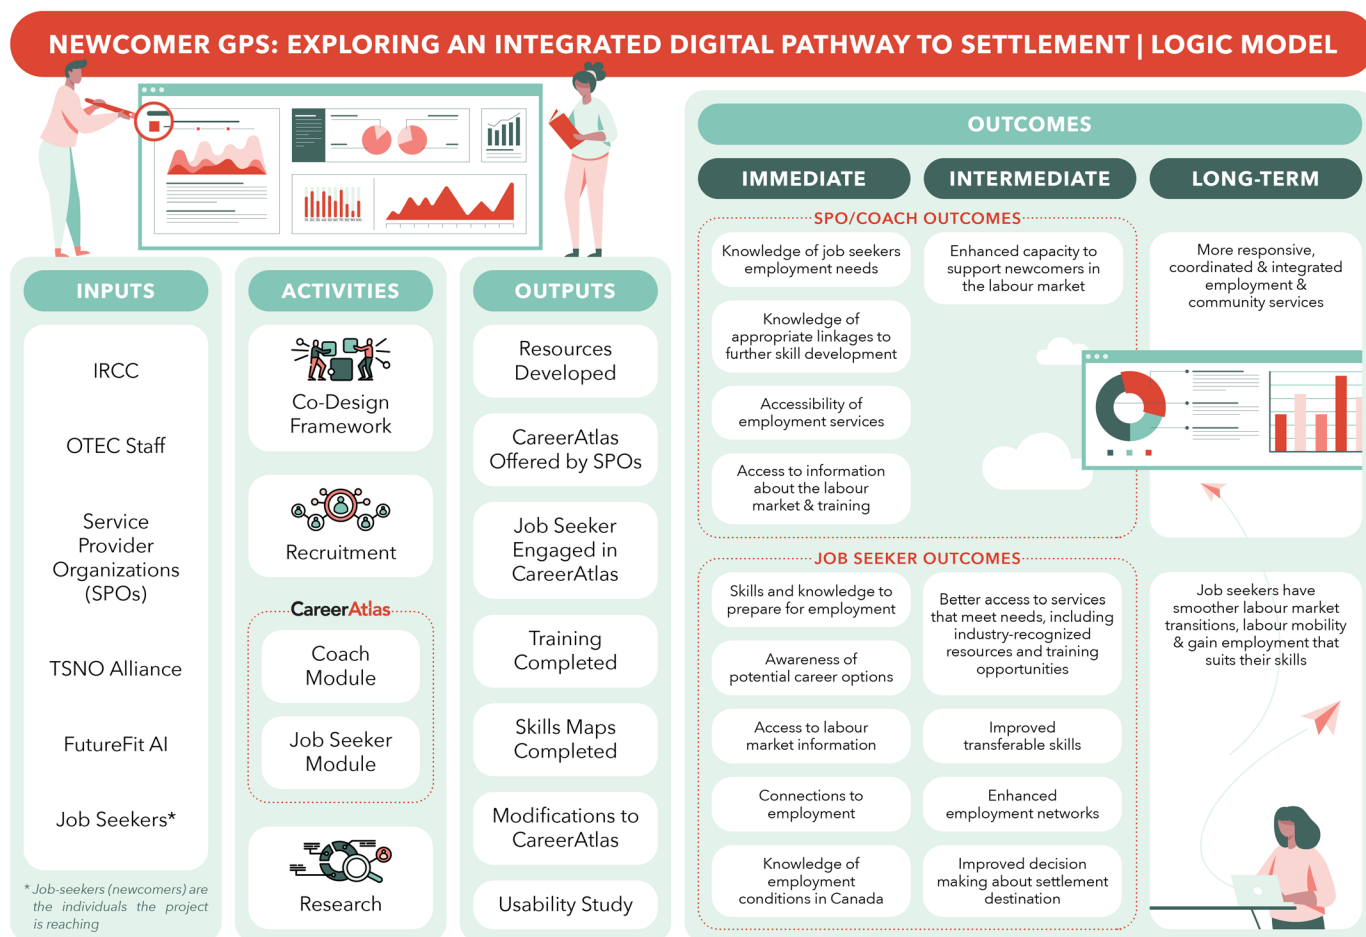 NEWCOMER GPS: EXPLORING AN INTEGRATED DIGITAL PATHWAY TO SETTLEMENT | LOGIC MODEL
INPUTS
IRCC
OTEC Staff
Service
Provider
Organizations
(SPOs)
TSNO Alliance
FutureFit AI
Job Seekers*
* Job-seekers (newcomers) are
the individuals the project
is reaching
ACTIVITIES
Co-Design
Framework
Recruitment
CareerAtlas
Coach
Module
Job Seeker
Module
Research
OUTPUTS
Resources
Developed
CareerAtlas
Offered by SPOs
Job Seeker
Engaged in
CareerAtlas
Training
Completed
Skills Maps
Completed
Modifications to
CareerAtlas
Usability Study
OUTCOMES
IMMEDIATE
INTERMEDIATE
LONG-TERM
SPO/COACH OUTCOMES
Knowledge of job seekers
employment needs
Knowledge of
appropriate linkages to
further skill development
Accessibility of
employment services
Access to information
about the labour
market & training
Enhanced capacity to
support newcomers in
the labour market
More responsive,
coordinated & integrated
employment &
community services
JOB SEEKER OUTCOMES
Skills and knowledge to
prepare for employment
Awareness of
potential career options
Access to labour
market information
Connections to
employment
Knowledge of
employment
conditions in Canada
Better access to services
that meet needs, including
industry-recognized
resources and training
opportunities
Improved
transferable skills
Enhanced
employment networks
Improved decision
making about settlement
destination
Job seekers have
smoother labour market
transitions, labour mobility
& gain employment that
suits their skills